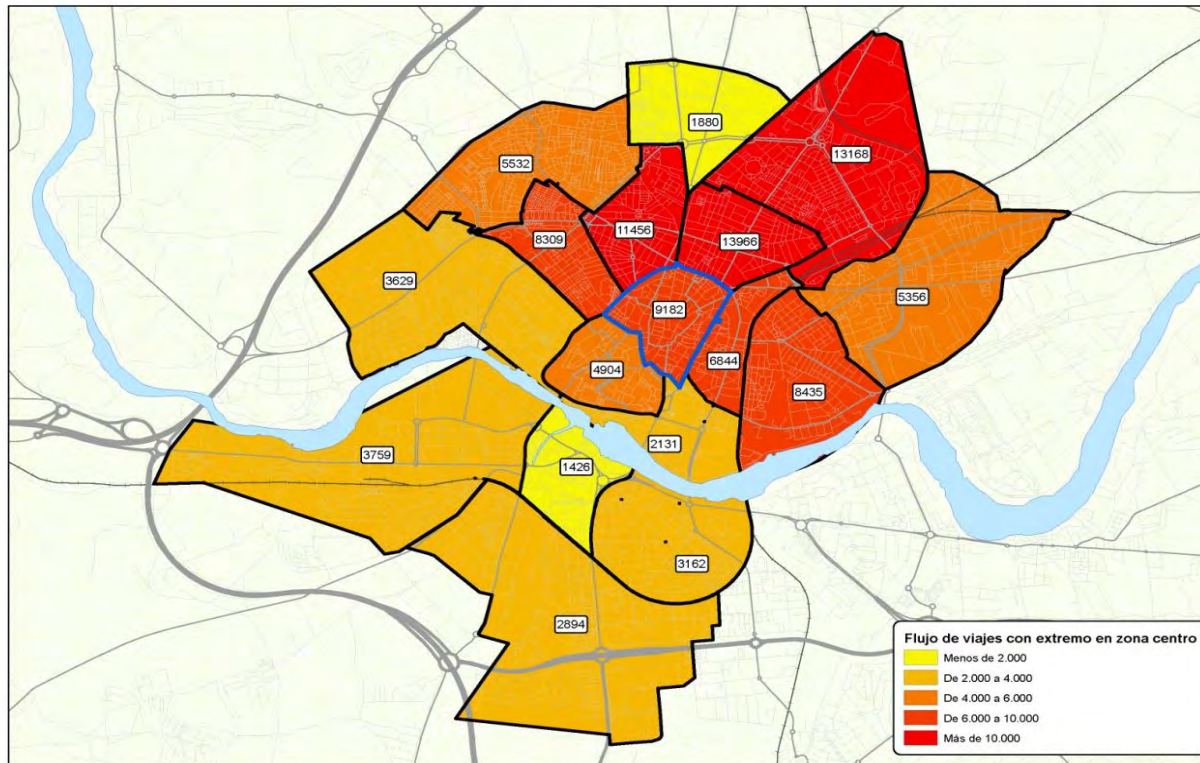 1880
13168
5532
11456
8309
13966
3629
5356
9182
6844
4904
8435
2131
3759
1426
3162
2894
Flujo de viajes con extremo en zona centro
Menos de 2.000
De 2.000 a 4.000
De 4.000 a 6.000
De 6.000 a 10.000
Más de 10.000